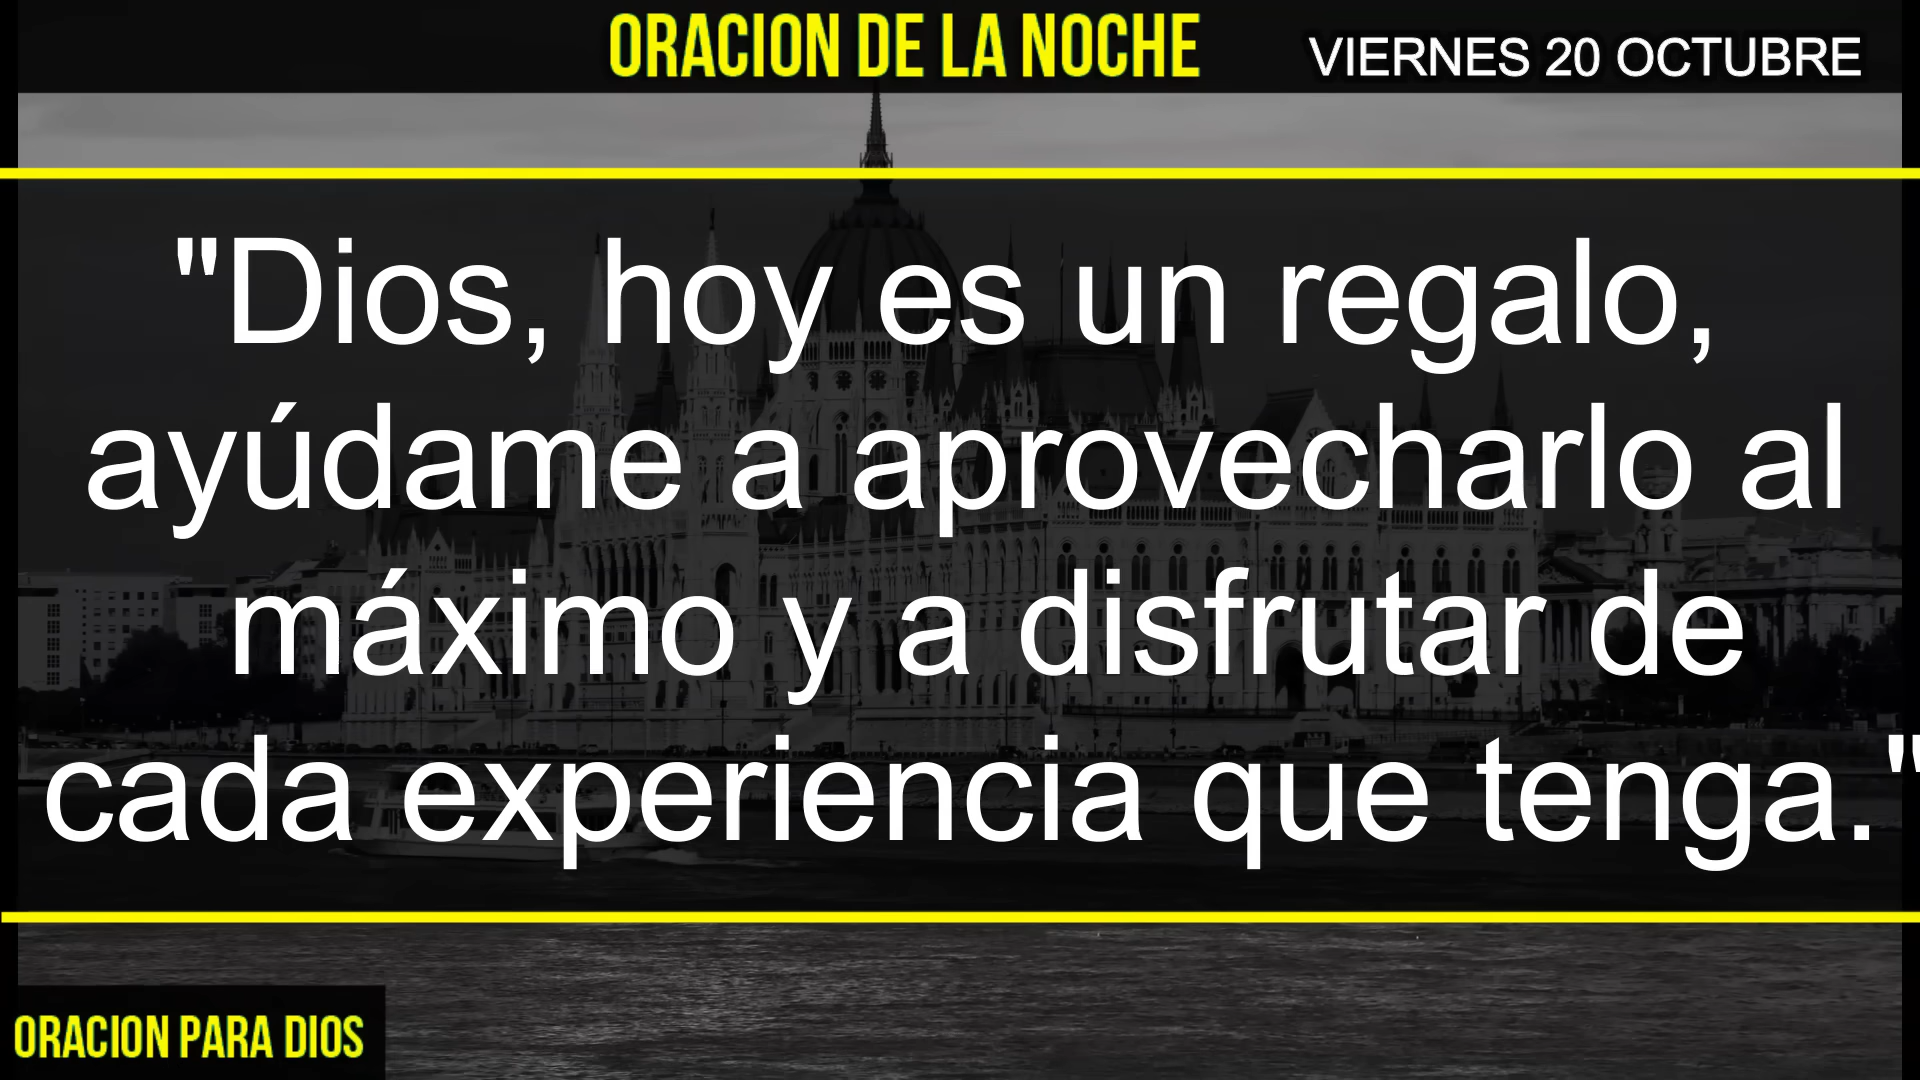 ORACION DE LA NOCHE
VIERNES 20 OCTUBRE
"Dios, hoy es un regalo,
ayúdame a aprovecharlo al
máximo y a disfrutar de
cada experiencia que tenga."
ORACION PARA DIOS